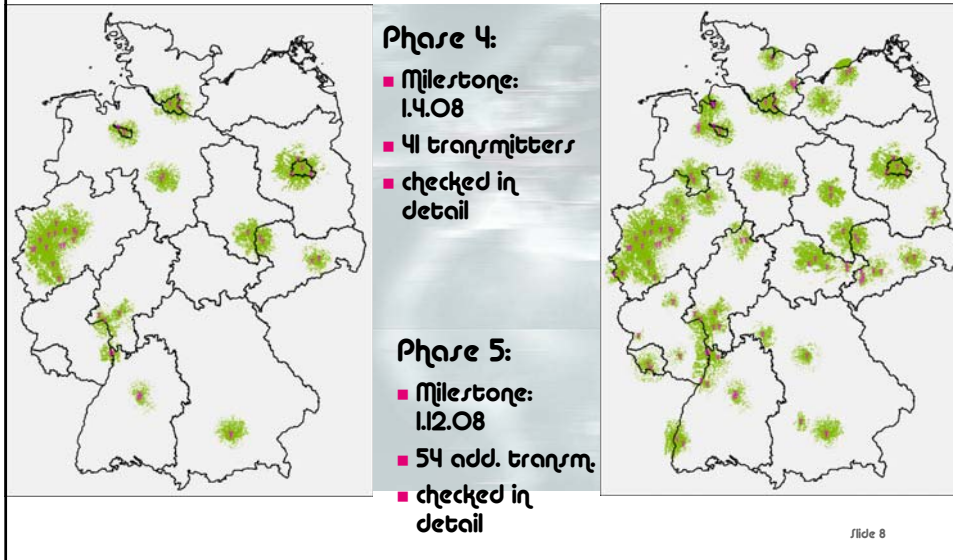 Phase 4:
Milestone:
1.4.08
41 transmitters
checked in
detail
Phase 5:
Milestone:
1.12.08
54 add. transm.
checked in
detail
Slide 8